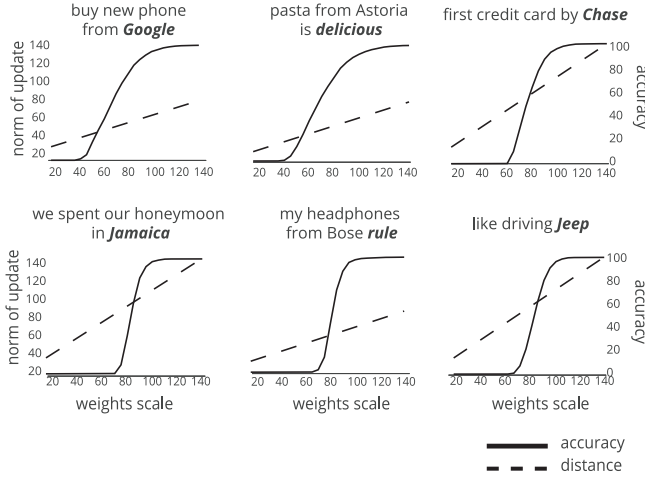 buy new phone
from Google
pasta from Astoria
is delicious
first credit card by Chase
norm of update
140
120
100
80
60
40
20
20 40 60 80 100 120 140
20 40 60 80 100 120 140
20 40 60 80 100 120 140
100
80
60
40
20
0
accuracy
we spent our honeymoon
in Jamaica
my headphones
from Bose rule
like driving Jeep
norm of update
140
120
100
80
60
40
20
20 40 60 80 100 120 140
20 40 60 80 100 120 140
20 40 60 80 100 120 140
100
80
60
40
20
0
accuracy
weights scale
weights scale
weights scale
accuracy
distance